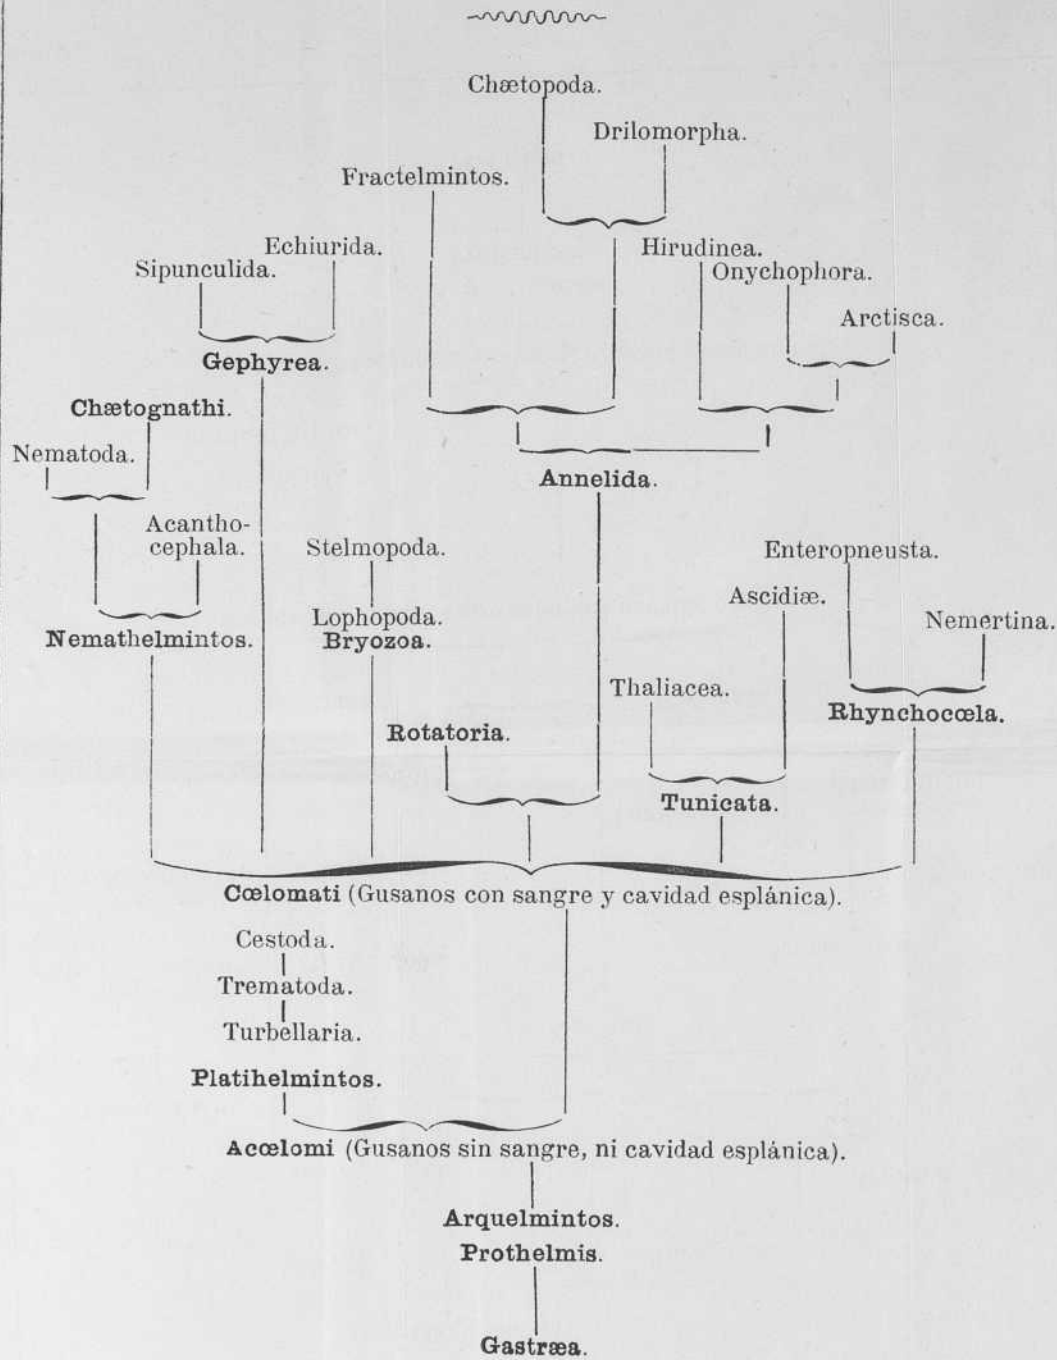 Chætopoda.
Drilomorpha.
Fractelmintos.
Echiurida.
Hirudinea.
Sipunculida.
Onychophora.
Arctisca.
Gephyrea.
Chætognathi.
Nematoda.
Annelida.
Acantho-
cephala.
Stelmopoda.
Enteropneusta.
Ascidiæ.
Lophopoda.
Nemertina.
Nemathelmintos.
Bryozoa.
Thaliacea.
Rhynchocœla.
Rotatoria.
Tunicata.
Cœlomati (Gusanos con sangre y cavidad esplánica).
Cestoda.
Trematoda.
Turbellaria.
Platihelmintos.
Accelomi (Gusanos sin sangre, ni cavidad esplánica).
Arquelmintos.
Prothelmis.
Gastræa.